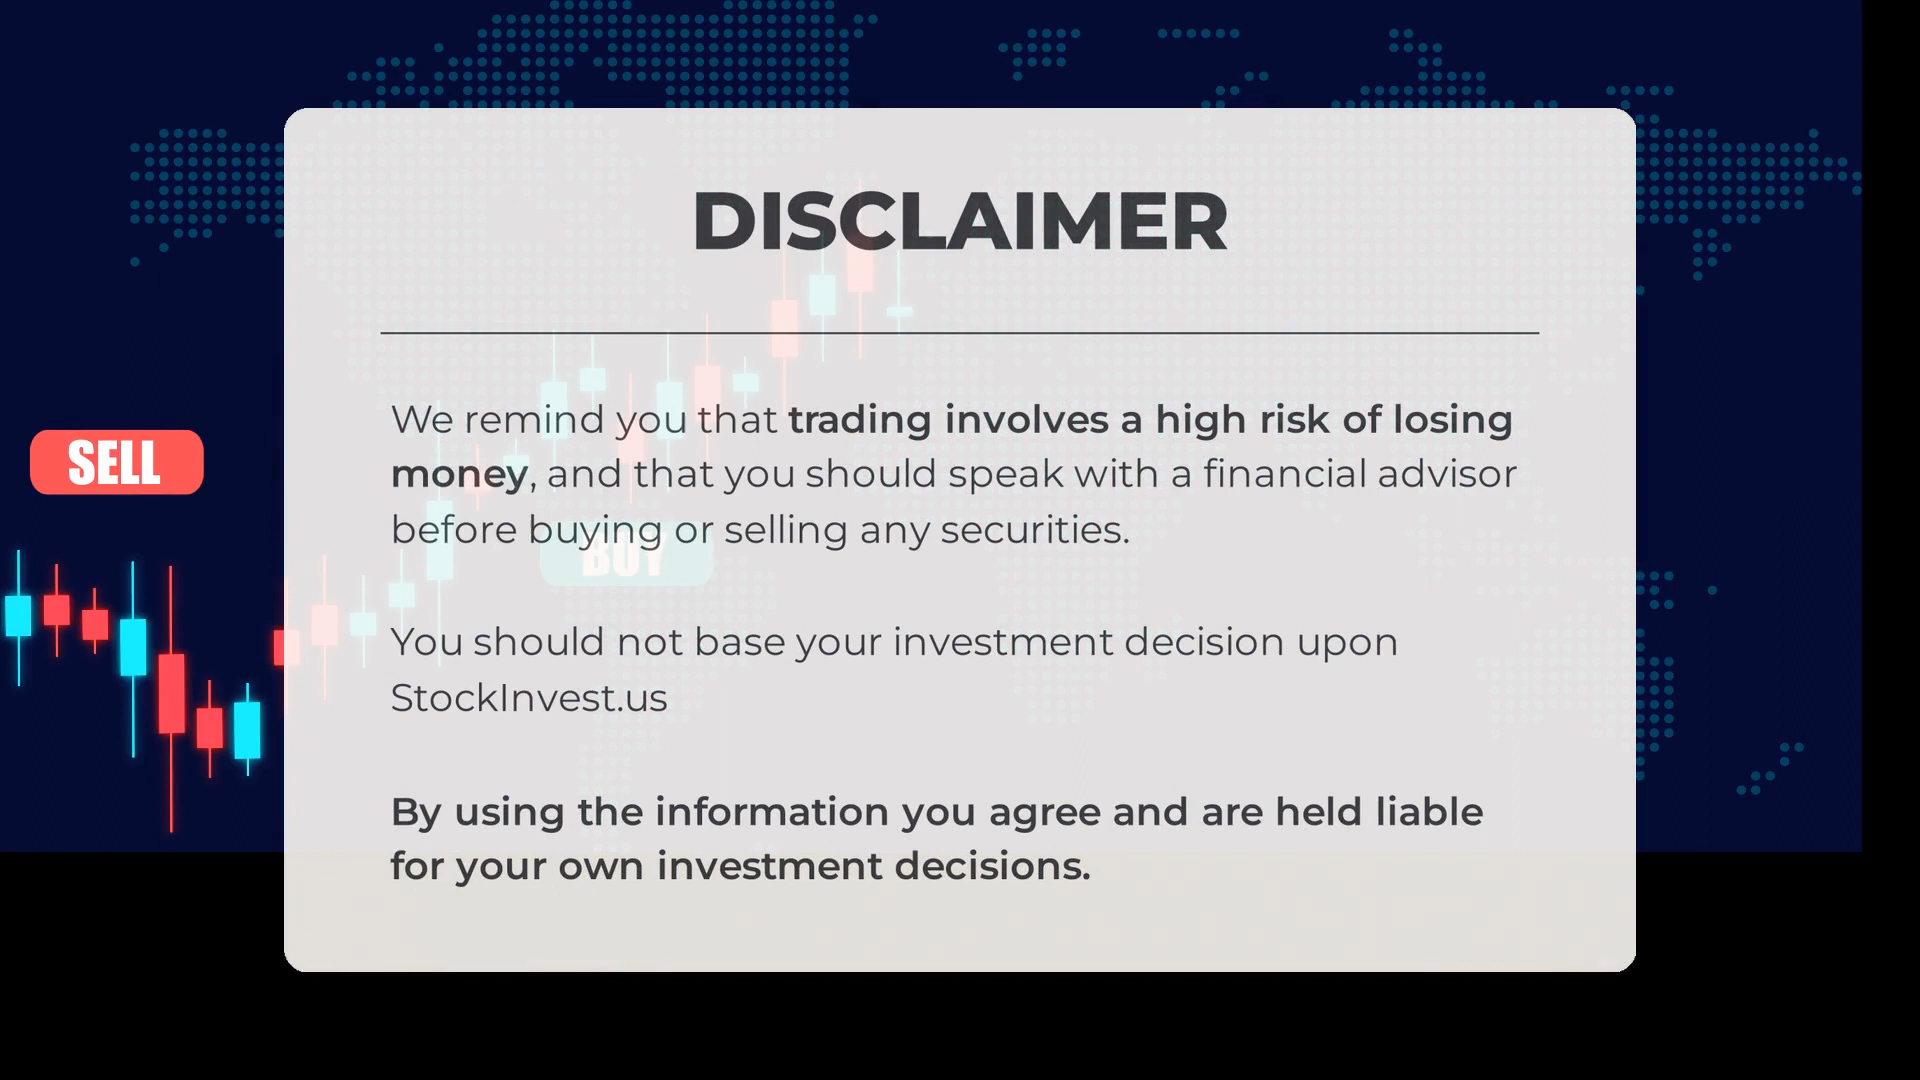 DISCLAIMER
We remind you that trading involves a high risk of losing
money, and that you should speak with a financial advisor
before buying or selling any securities.
SELL
BUY
You should not base your investment decision upon
StockInvest.us
By using the information you agree and are held liable
for your own investment decisions.